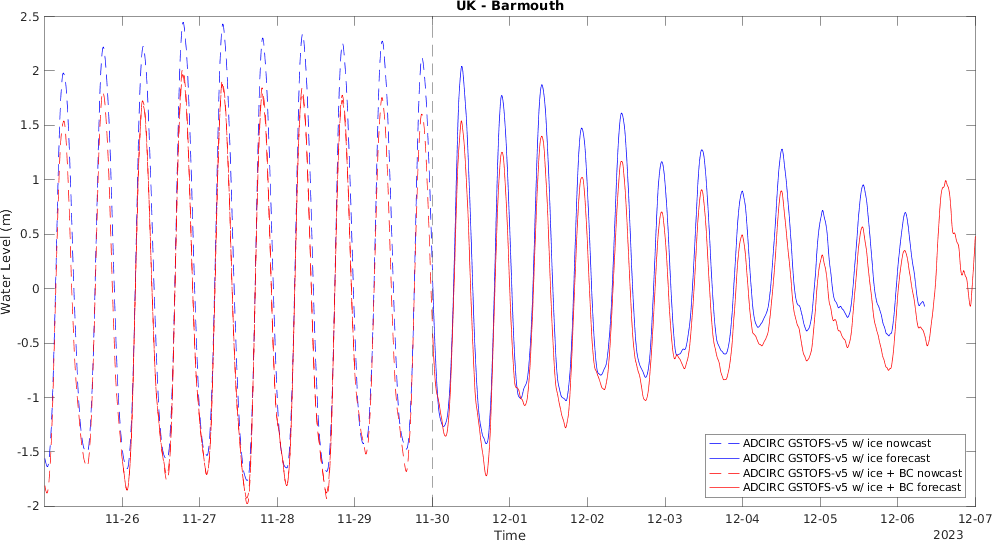 UK - Barmouth
2.5
2
1.5
1
0.5
0
-0.5
-1
-1.5
-2
Water Level (m)
ADCIRC GSTOFS-v5 w/ ice nowcast
ADCIRC GSTOFS-v5 w/ ice forecast
ADCIRC GSTOFS-v5 w/ ice + BC nowcast
ADCIRC GSTOFS-v5 w/ ice + BC forecast
11-26 11-27 11-28 11-29 11-30 12-01 12-02 12-03 12-04 12-05 12-06 12-07
Time
2023